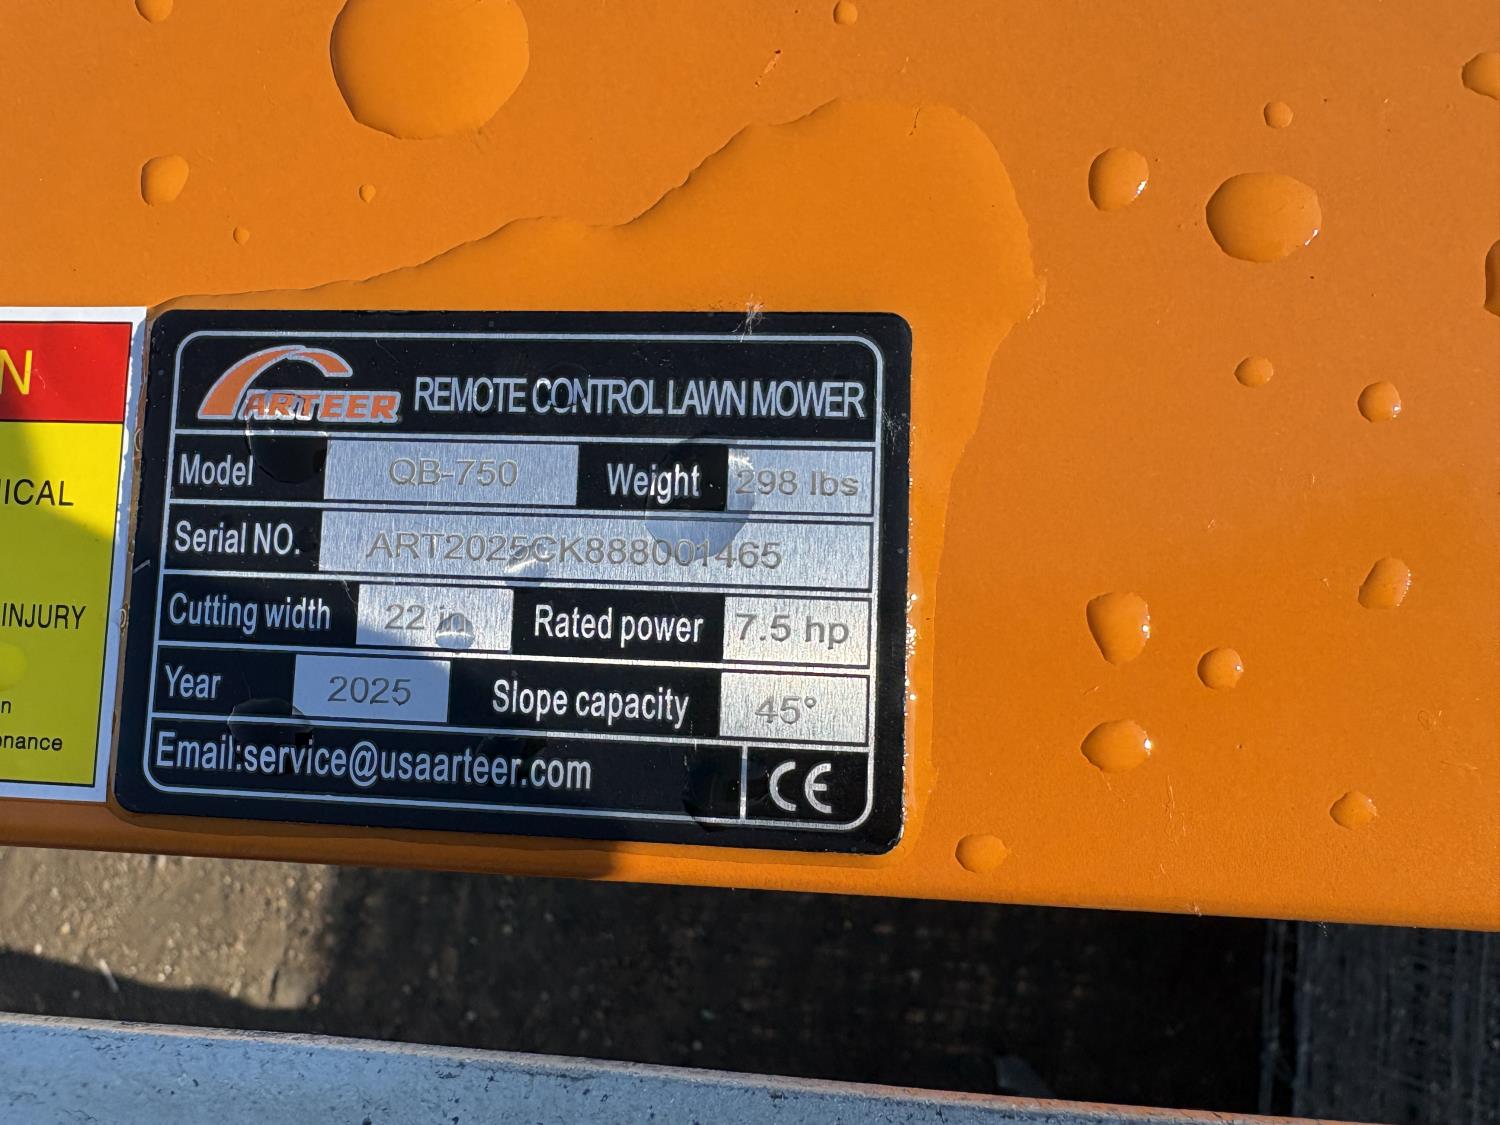 N
ARTEER REMOTE CONTROL LAWN MOWER
Model QB-750 Weight 298 lbs
ICAL
Serial NO. ART2025CK888001465
INJURY
Cutting width 22 in Rated power 7.5 hp
Year 2025 Slope capacity 45°
n
enance
Email:service@usaarteer.com CE